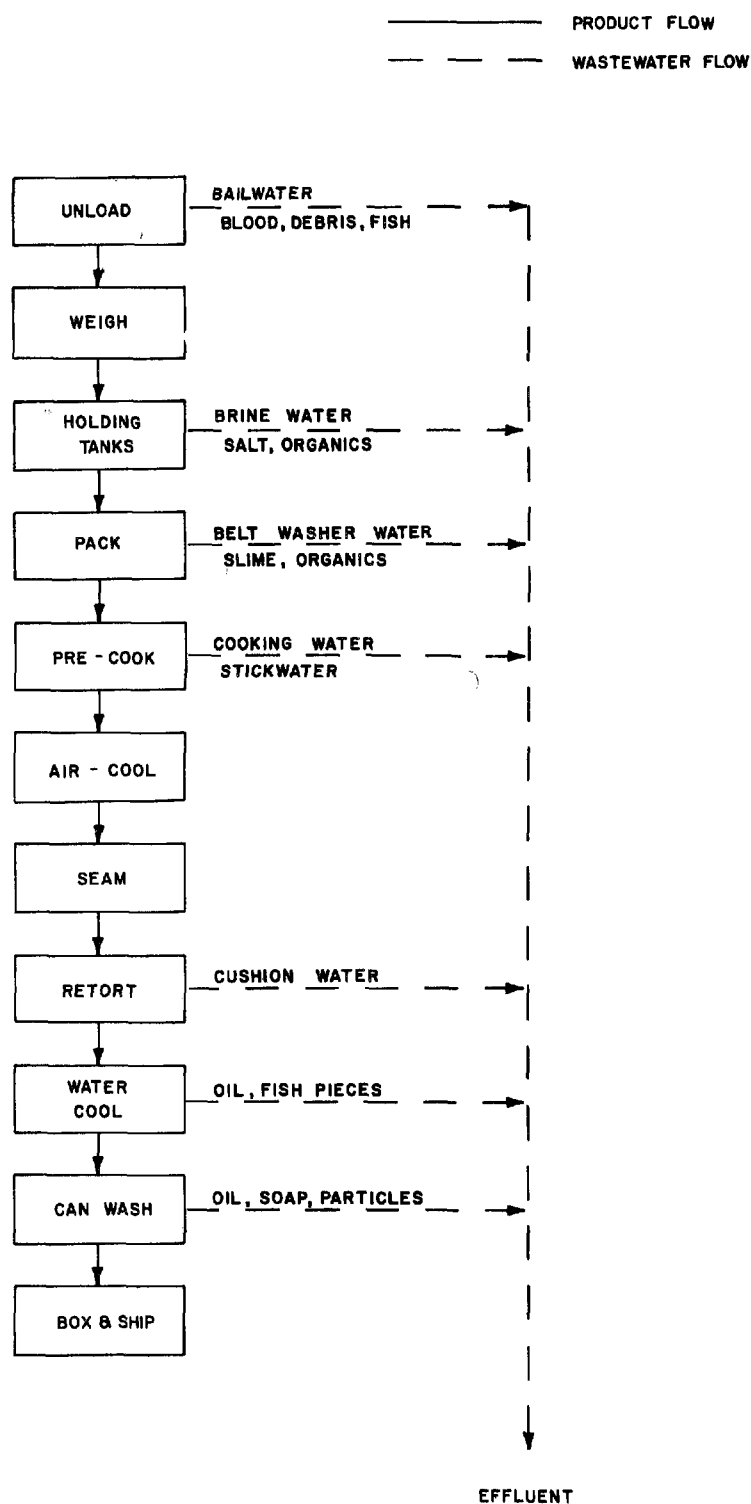 PRODUCT FLOW
WASTEWATER FLOW
UNLOAD
BAILWATER
BLOOD, DEBRIS, FISH
WEIGH
HOLDING
TANKS
BRINE WATER
SALT, ORGANICS
PACK
BELT WASHER WATER
SLIME, ORGANICS
PRE - COOK
COOKING WATER
STICKWATER
AIR - COOL
SEAM
RETORT
CUSHION WATER
WATER
COOL
OIL, FISH PIECES
CAN WASH
OIL, SOAP, PARTICLES
BOX & SHIP
EFFLUENT